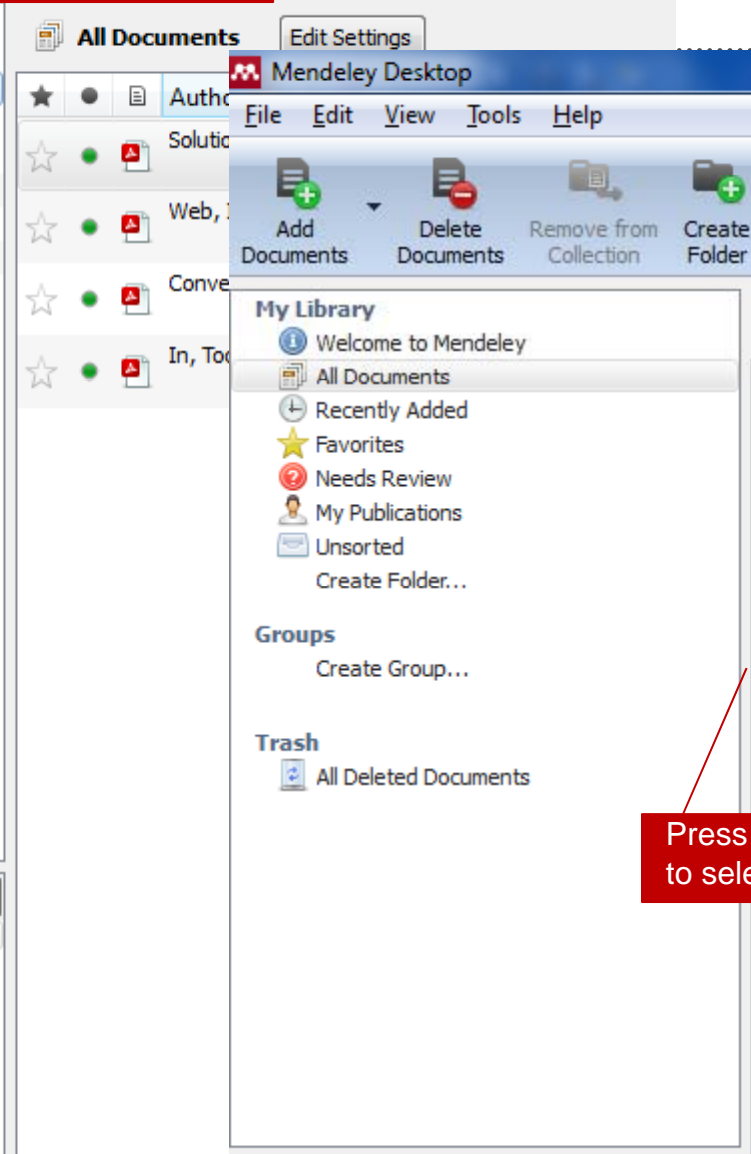 All Documents Edit Settings
Solutio
Web,
Conve
In,
Mendeley Desktop
File Edit View Tools Help
Add Documents
Delete Documents
Remove from Collection
Create Folder
My Library
Welcome to Mendeley
All Documents
Recently Added
Favorites
Needs Review
My Publications
Unsorted
Create Folder...
Groups
Create Group...
Trash
All Deleted Documents
Press
to sele